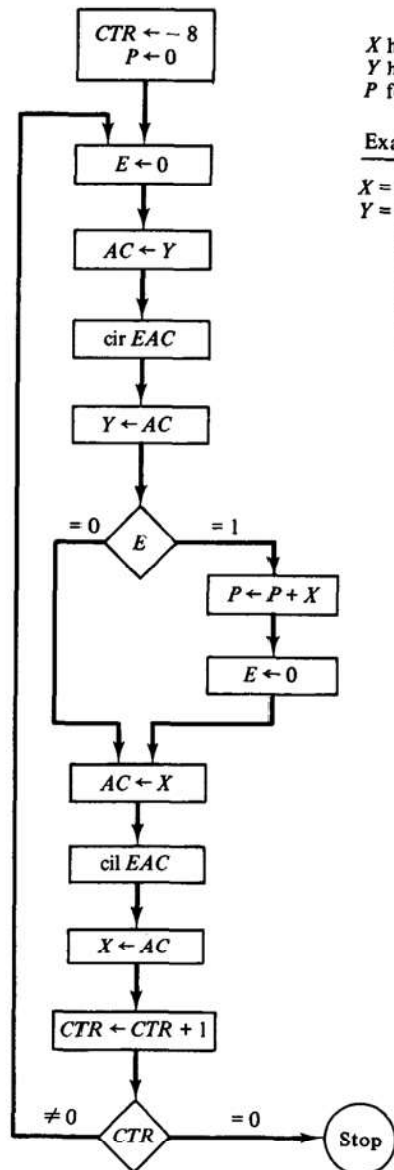 CTR ← − 8
P ← 0
X
Y
P
E ← 0
X =
Y =
AC ← Y
cir EAC
Y ← AC
= 0
E
= 1
P ← P + X
E ← 0
AC ← X
cil EAC
X ← AC
CTR ← CTR + 1
≠ 0
CTR
= 0
Stop